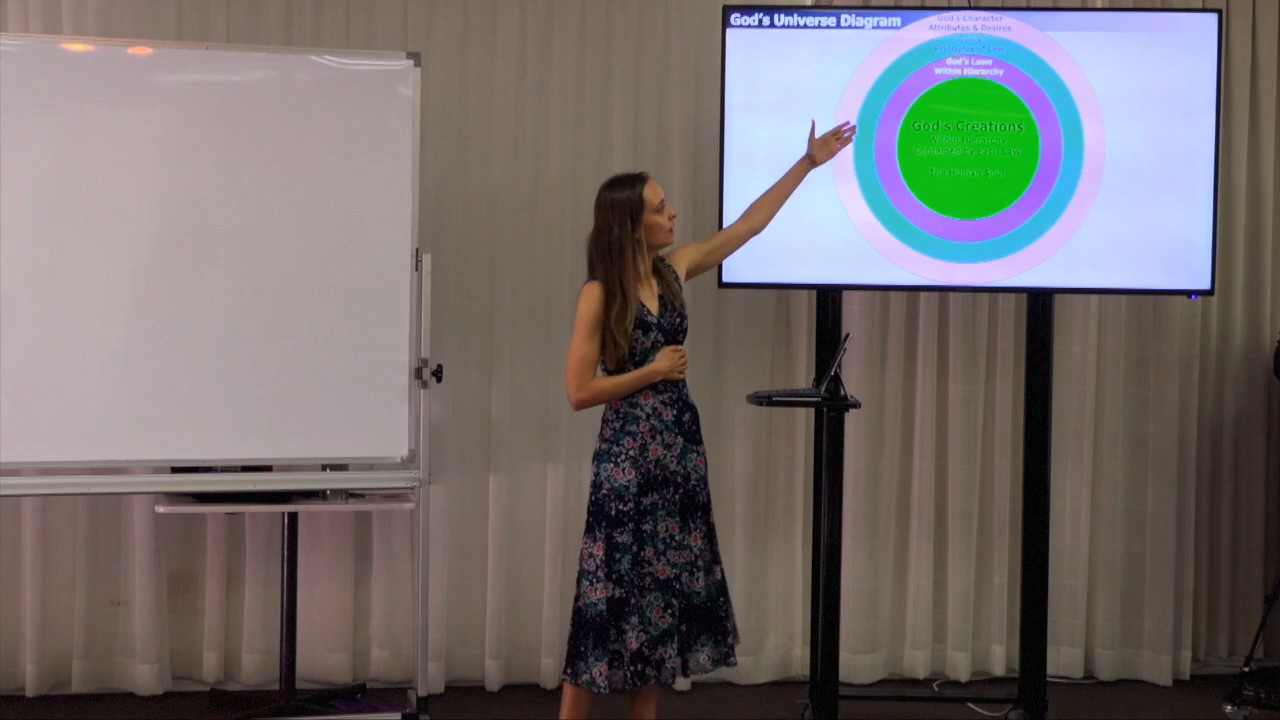 God's Universe Diagram
God's Character
Attributes & Desires
God's
Principles of Law
God's Laws
Within Hierarchy
God's Creations
Within Hierarchy
Contained by each Law
The Human Soul